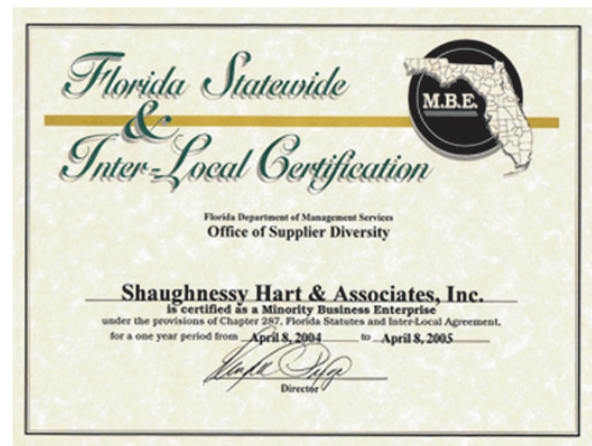 Florida Statewide
M.B.E.
&
Inter-Local Certification
Florida Department of Management Services
Office of Supplier Diversity
Shaughnessy Hart & Associates, Inc.
is certified as a Minority Business Enterprise
under the provisions of Chapter 287, Florida Statutes and Inter-Local Agreement,
for a one year period from April 8, 2004 to April 8, 2005
Director